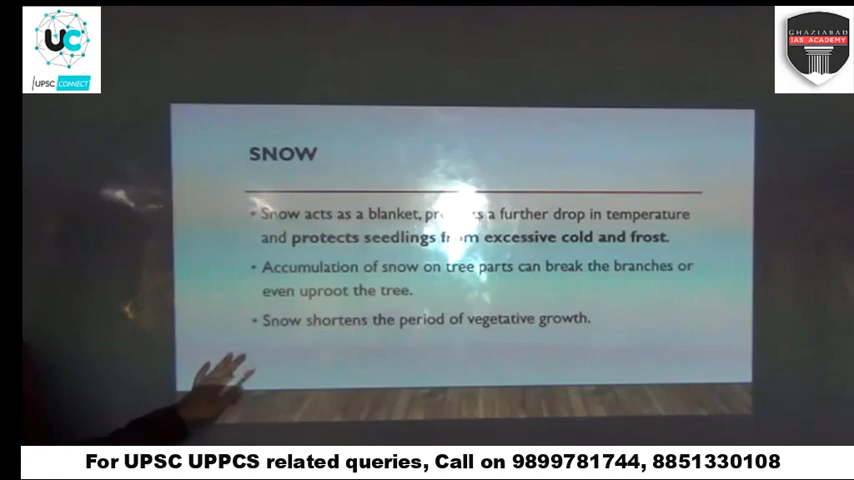 UC
UPSC CONNECT
GHAZIABAD
IAS ACADEMY
SNOW
• Snow acts as a blanket, a further drop in temperature
and protects seedlings from excessive cold and frost.
• Accumulation of snow on tree parts can break the branches or
even uproot the tree.
• Snow shortens the period of vegetative growth.
For UPSC UPPCS related queries, Call on 9899781744, 8851330108